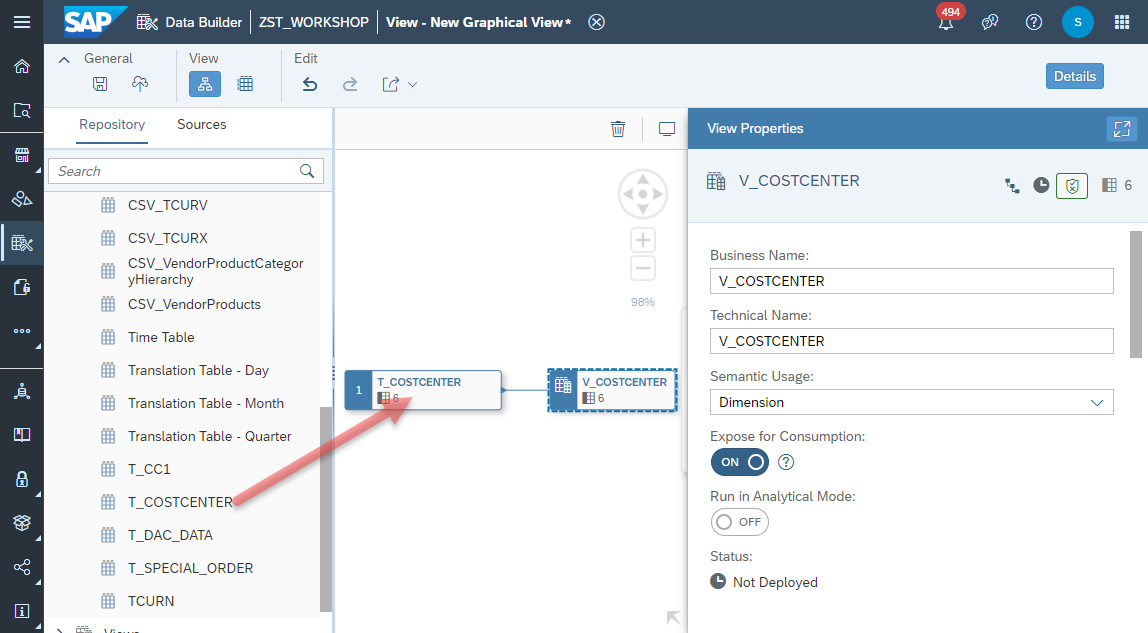 SAP Data Builder ZST_WORKSHOP View - New Graphical View* 494 S
General View Edit
Details
Repository Sources
Search
CSV_TCURV
CSV_TCURX
CSV_VendorProductCategor
yHierarchy
CSV_VendorProducts
Time Table
Translation Table - Day
Translation Table - Month
Translation Table - Quarter
T_CC1
T_COSTCENTER
T_DAC_DATA
T_SPECIAL_ORDER
TCURN
Views
98%
1 T_COSTCENTER
6
V_COSTCENTER
6
View Properties
V_COSTCENTER 6
Business Name:
V_COSTCENTER
Technical Name:
V_COSTCENTER
Semantic Usage:
Dimension
Expose for Consumption:
ON
Run in Analytical Mode:
OFF
Status:
Not Deployed